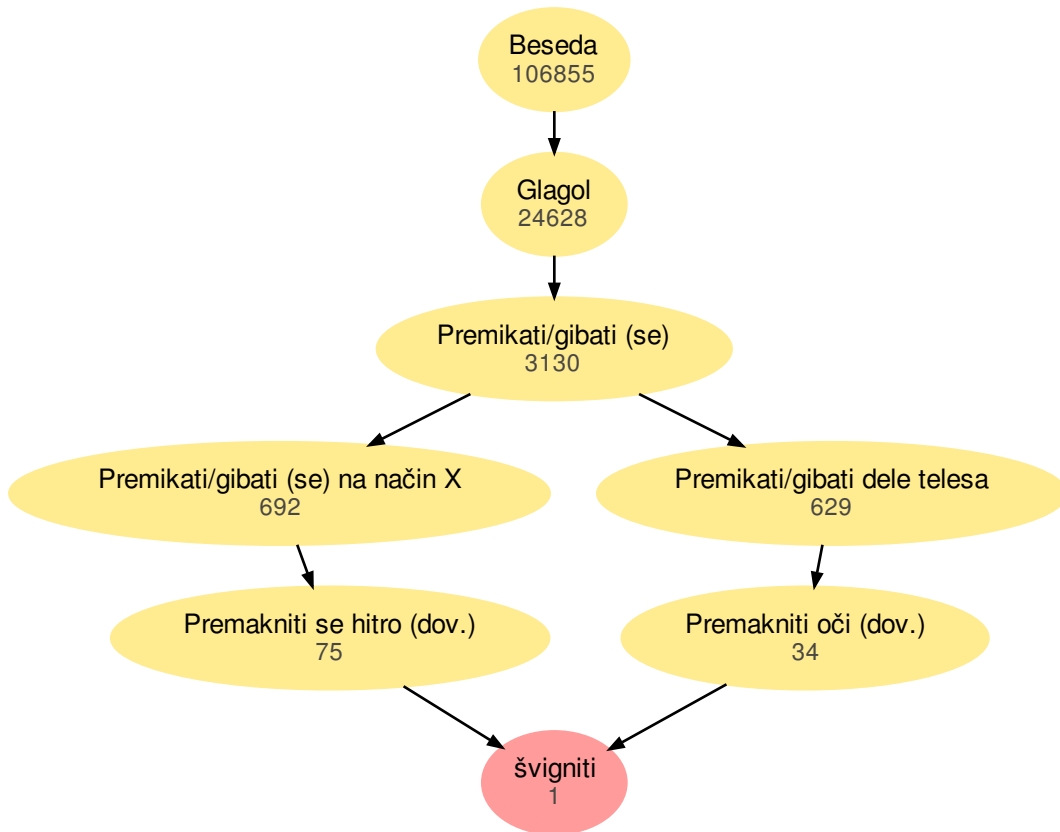 Beseda
106855
Glagol
24628
Premikati/gibati (se)
3130
Premikati/gibati (se) na način X
692
Premikati/gibati dele telesa
629
Premakniti se hitro (dov.)
75
Premakniti oči (dov.)
34
švigniti
1